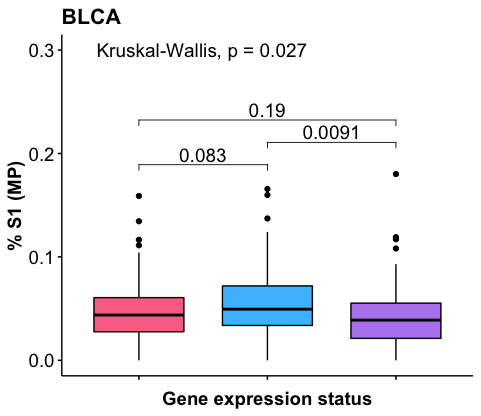 BLCA
Kruskal-Wallis, p = 0.027
0.3
0.19
0.0091
0.083
0.2
0.1
0.0
% S1 (MP)
Gene expression status